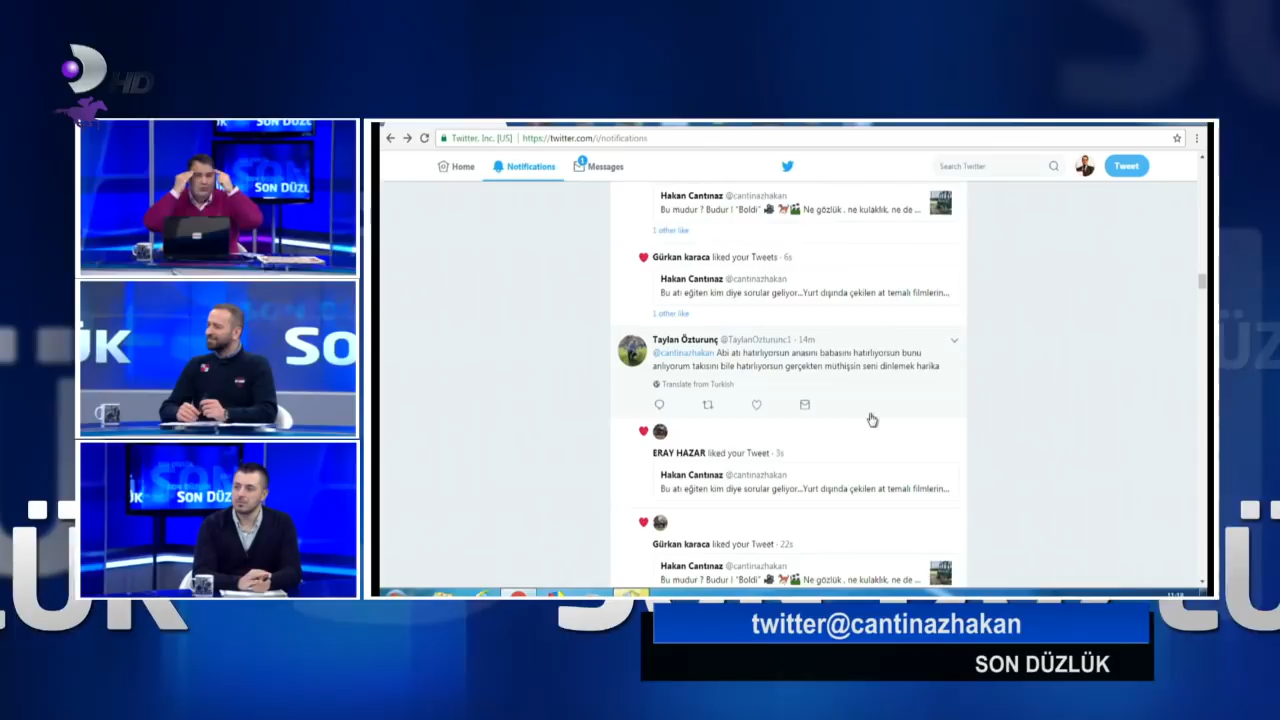 HD
SON DÜZL
SON
ÜK
SO
SON
SON DÜZ
ÜK
Twitter, Inc. [US]
https://twitter.com/i/notifications
Home
Notifications
1
Messages
Search Twitter
Tweet
Hakan Cantınaz @cantinazhakan
Bu mudur ? Budur ! "Boldi" 🎥 🏇 🎬 Ne gözlük , ne kulaklık, ne de ...
1 other like
Gürkan karaca liked your Tweets · 6s
Hakan Cantınaz @cantinazhakan
Bu atı eğiten kim diye sorular geliyor...Yurt dışında çekilen at temalı filmlerin...
1 other like
Taylan Özturunç @TaylanOzturunc1 · 14m
@cantinazhakan Abi atı hatırlıyorsun anasını babasını hatırlıyorsun bunu
anlıyorum takısını bile hatırlıyorsun gerçekten müthişsin seni dinlemek harika
Translate from Turkish
ERAY HAZAR liked your Tweet · 3s
Hakan Cantınaz @cantinazhakan
Bu atı eğiten kim diye sorular geliyor...Yurt dışında çekilen at temalı filmlerin...
Gürkan karaca liked your Tweet · 22s
Hakan Cantınaz @cantinazhakan
Bu mudur ? Budur ! "Boldi" 🎥 🏇 🎬 Ne gözlük , ne kulaklık, ne de ...
twitter@cantinazhakan
SON DÜZLÜK